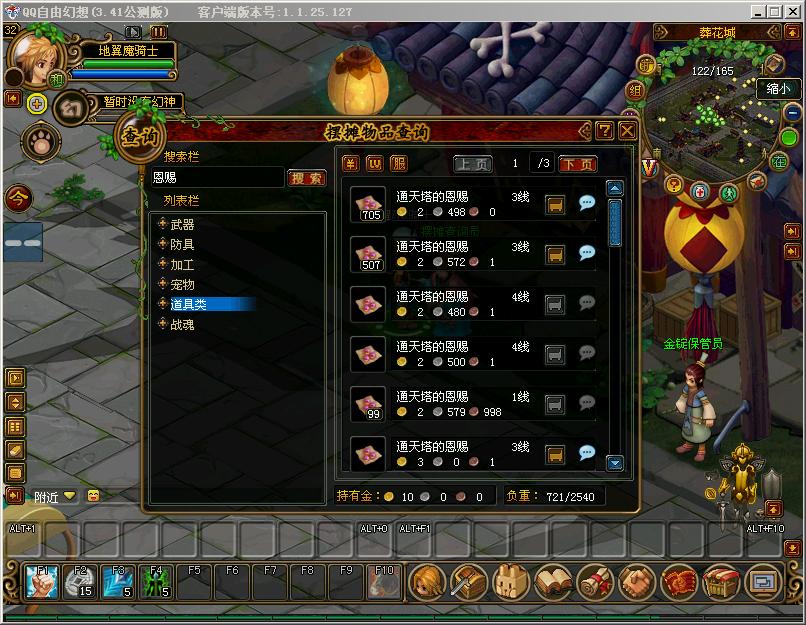 QQ自由幻想(3.41公测版) 客户端版本号:1.1.25.127
32
地翼魔骑士
和
暂时没有幻神
幻
葬花城
122/165
缩小
查询
摆摊物品查询
搜索栏
恩赐
搜索
列表栏
武器
防具
加工
宠物
道具类
战魂
上页 1 /3 下页
通天塔的恩赐 3线
705 2 498 0
通天塔的恩赐 3线
507 2 572 1
通天塔的恩赐 4线
2 480 1
通天塔的恩赐 4线
2 500 1
通天塔的恩赐 1线
99 2 579 998
通天塔的恩赐 3线
3 0 1
持有金: 10 0 0 负重: 721/2540
今
金锭保管员
附近
ALT+1 ALT+0 ALT+F1 ALT+F10
F1 F2 F3 F4 F5 F6 F7 F8 F9 F10
15 5 5